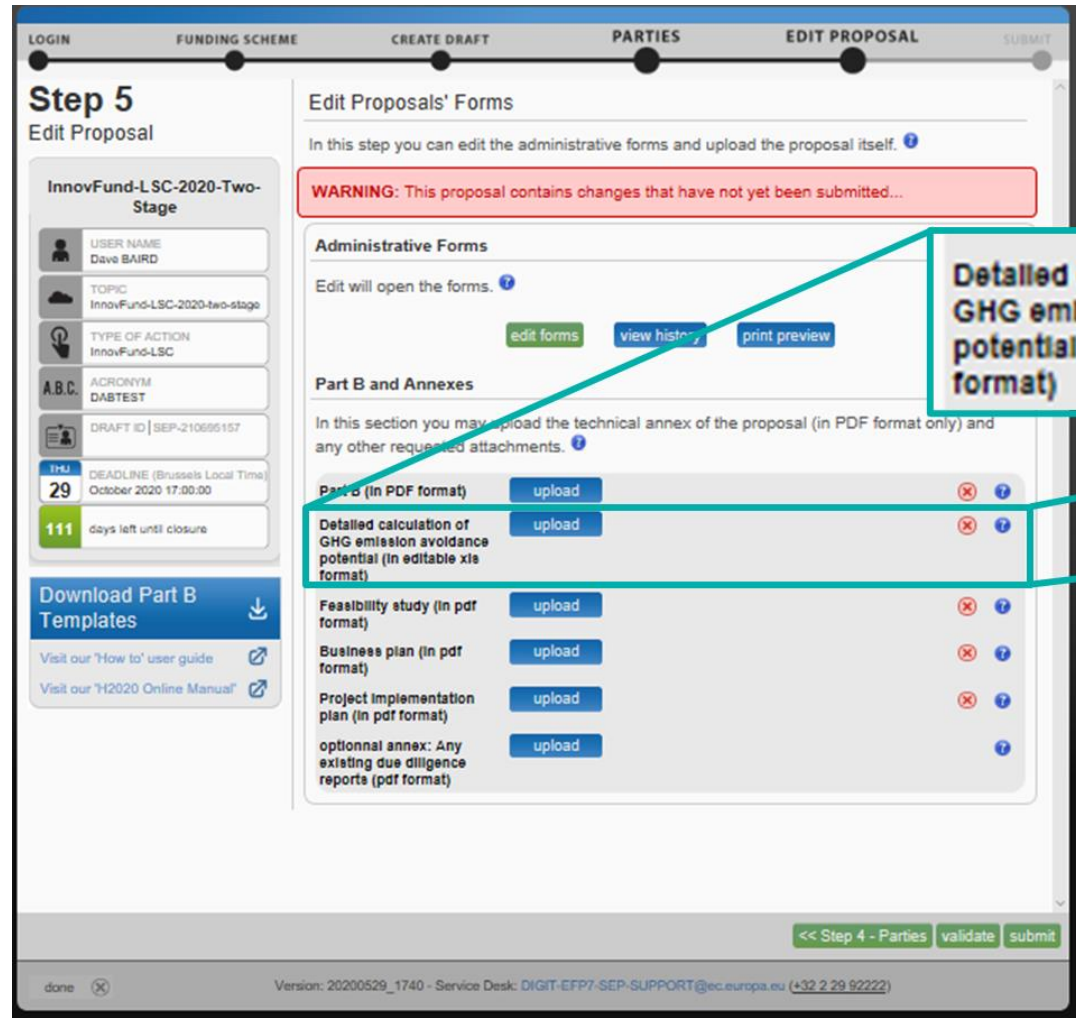 LOGIN FUNDING SCHEME CREATE DRAFT PARTIES EDIT PROPOSAL SUBMIT
Step 5
Edit Proposal
InnovFund-LSC-2020-Two-
Stage
USER NAME
Dave BAIRD
TOPIC
InnovFund-LSC-2020-two-stage
TYPE OF ACTION
InnovFund-LSC
A.B.C.
ACRONYM
DABTEST
DRAFT ID | SEP-210695157
THU
29
DEADLINE (Brussels Local Time)
October 2020 17:00:00
111
days left until closure
Download Part B
Templates
Visit our 'How to' user guide
Visit our 'H2020 Online Manual'
Edit Proposals' Forms
In this step you can edit the administrative forms and upload the proposal itself.
WARNING: This proposal contains changes that have not yet been submitted...
Administrative Forms
Edit will open the forms.
edit forms view history print preview
Detailed
GHG emi
potential
format)
Part B and Annexes
In this section you may upload the technical annex of the proposal (in PDF format only) and
any other requested attachments.
Part B (in PDF format) upload
Detailed calculation of upload
GHG emission avoidance
potential (in editable xls
format)
Feasibility study (in pdf upload
format)
Business plan (in pdf upload
format)
Project implementation upload
plan (in pdf format)
optionnal annex: Any upload
existing due diligence
reports (pdf format)
<< Step 4 - Parties validate submit
done Version: 20200529_1740 - Service Desk: DIGIT-EFP7-SEP-SUPPORT@ec.europa.eu (+32 2 29 92222)